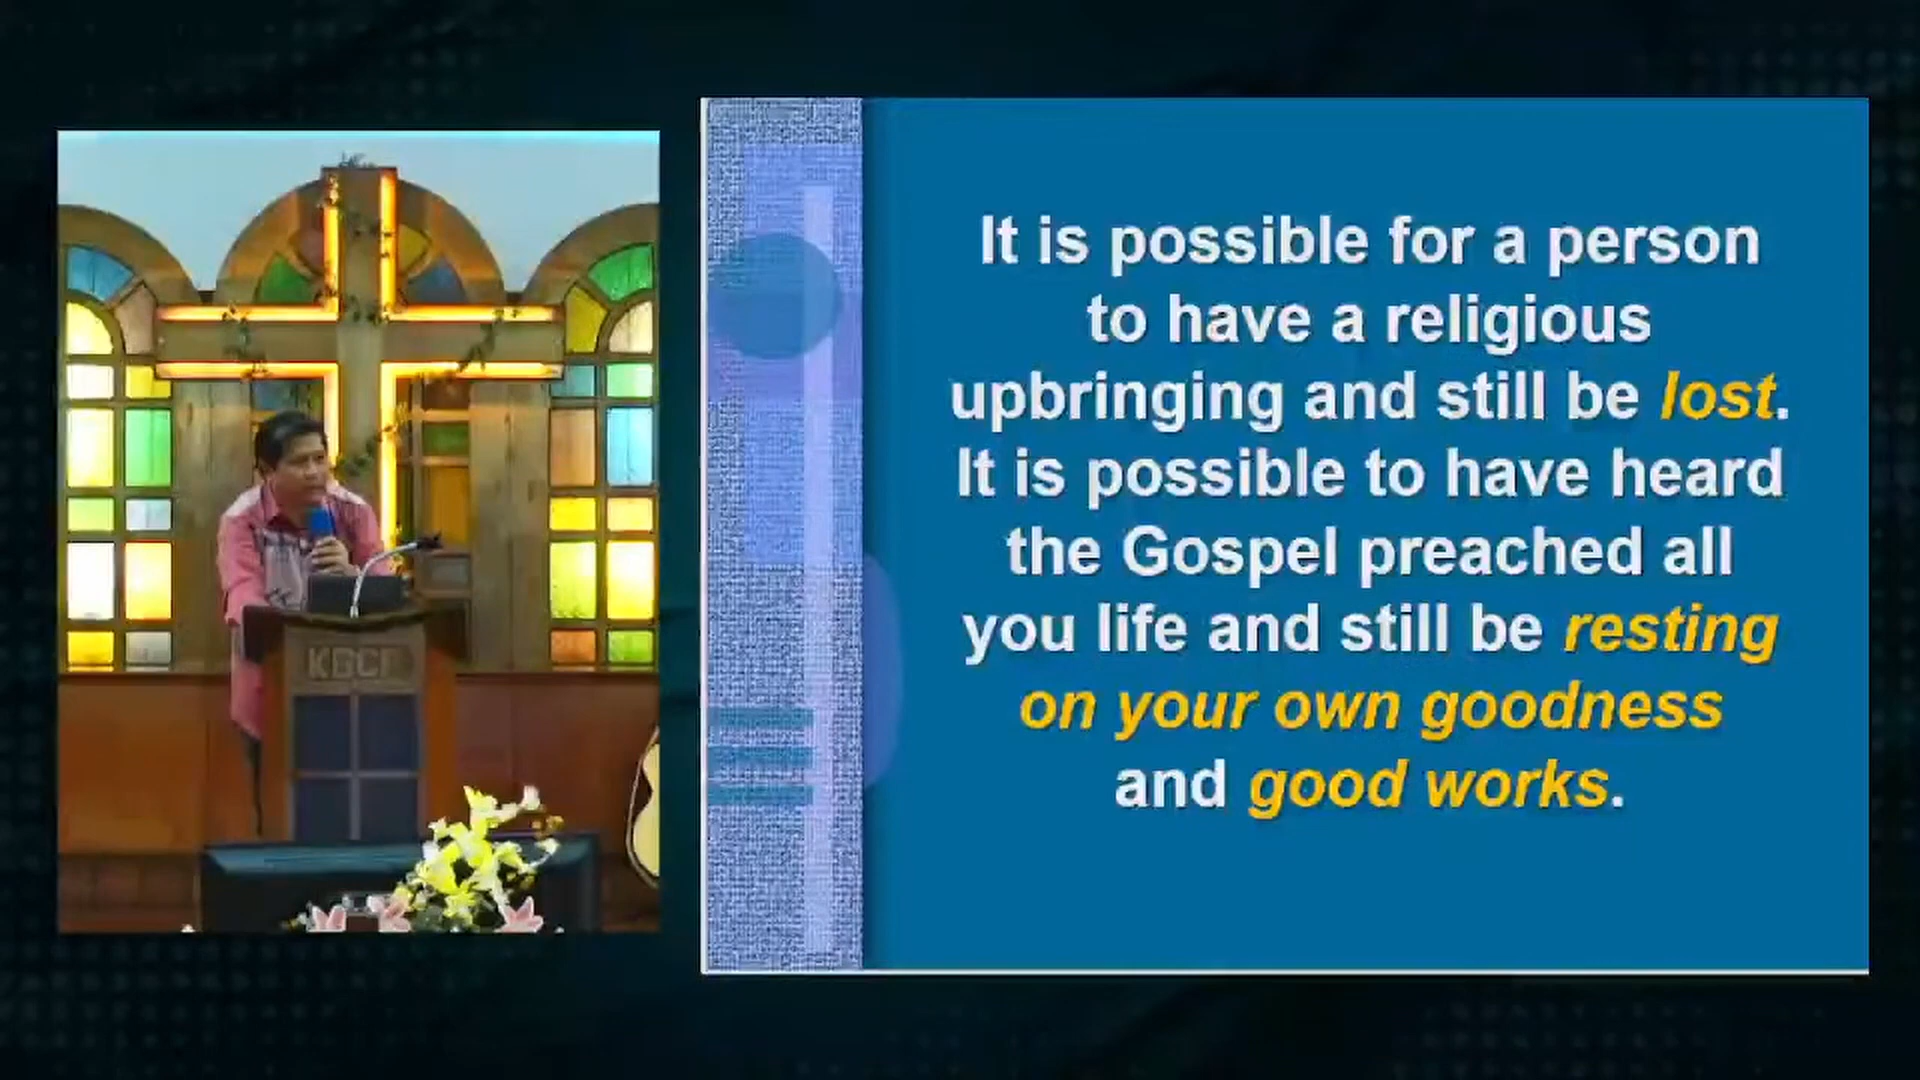 It is possible for a person
to have a religious
upbringing and still be lost.
It is possible to have heard
the Gospel preached all
you life and still be resting
on your own goodness
and good works.
KGCF